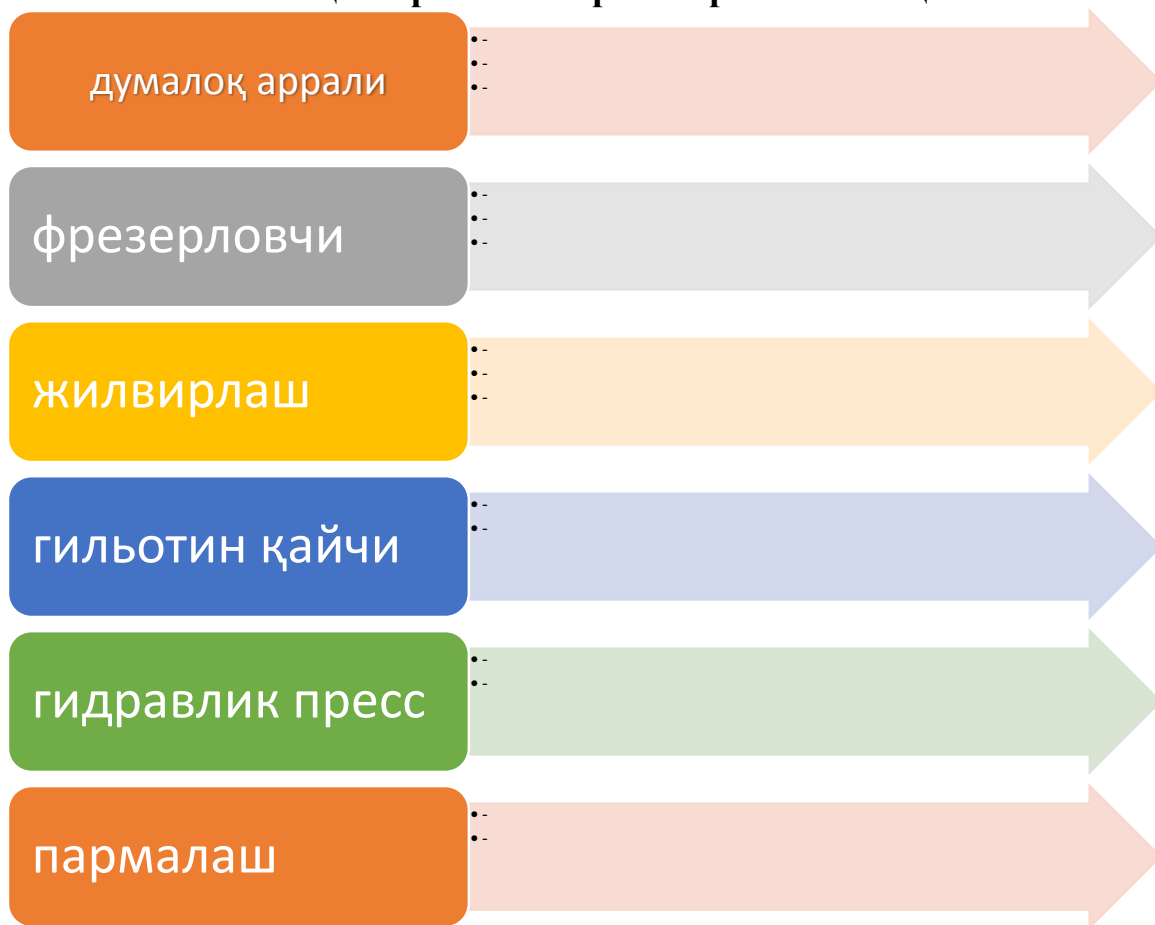 думалоқ аррали
• -
• -
• -
фрезерловчи
• -
• -
• -
жилвирлаш
• -
• -
• -
гильотин қайчи
• -
• -
гидравлик пресс
• -
• -
пармалаш
• -
• -